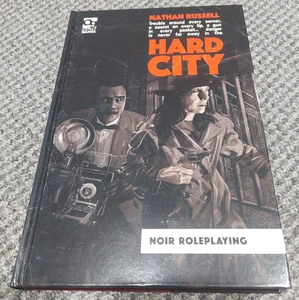 NATHAN RUSSELL
Trouble around every corner,
a secret on every lip, a gun
in every pocket... danger
is never far away in the
HARD
CITY
NOIR ROLEPLAYING